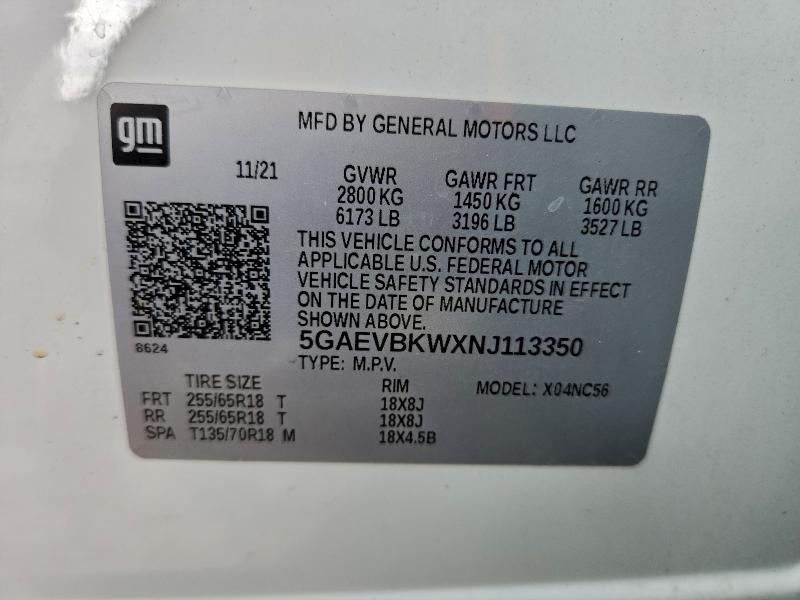 gm
MFD BY GENERAL MOTORS LLC
11/21
GVWR GAWR FRT GAWR RR
2800 KG 1450 KG 1600 KG
6173 LB 3196 LB 3527 LB
THIS VEHICLE CONFORMS TO ALL
APPLICABLE U.S. FEDERAL MOTOR
VEHICLE SAFETY STANDARDS IN EFFECT
ON THE DATE OF MANUFACTURE
SHOWN ABOVE.
8624
5GAEVBKWXNJ113350
TYPE: M.P.V.
TIRE SIZE RIM MODEL: X04NC56
FRT 255/65R18 T 18X8J
RR 255/65R18 T 18X8J
SPA T135/70R18 M 18X4.5B